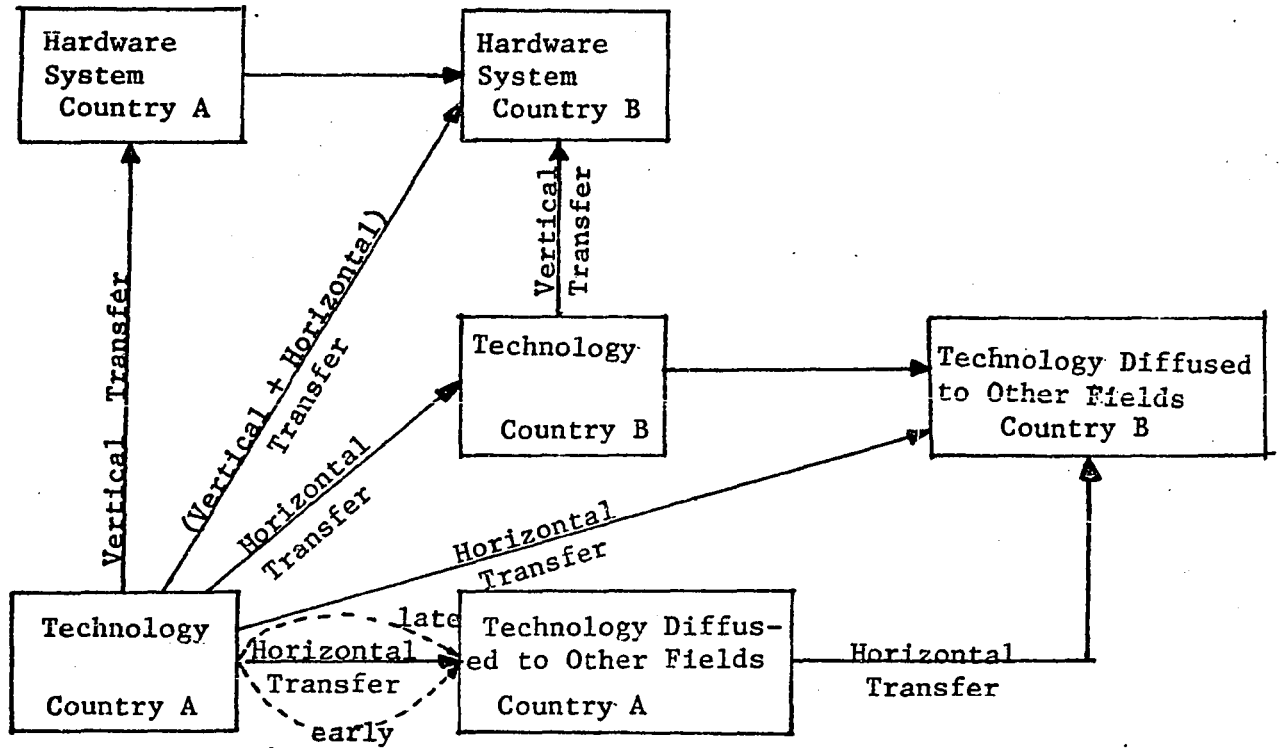 Hardware
System
Country A
Hardware
System
Country B
Vertical Transfer
(Vertical + Horizontal)
Transfer
Vertical
Transfer
Horizontal
Transfer
Technology
Country B
Technology Diffused
to Other Fields
Country B
Horizontal
Transfer
Technology
Country A
late
Horizontal
Transfer
early
Technology Diffus-
ed to Other Fields
Country A
Horizontal
Transfer